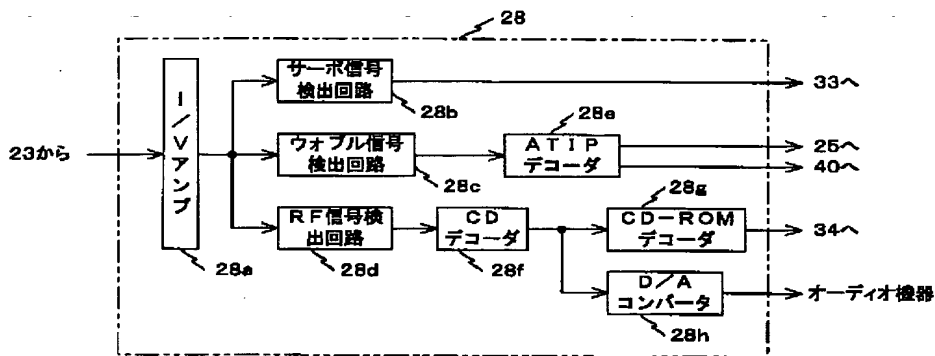 28
サーボ信号
検出回路
33へ
28b
I/Vアンプ
28e
23から
ウォブル信号
検出回路
ATIP
デコーダ
25へ
40へ
28c
28g
RF信号検
出回路
CD
デコーダ
CD-ROM
デコーダ
34へ
28a
28d
28f
D/A
コンバータ
オーディオ機器
28h